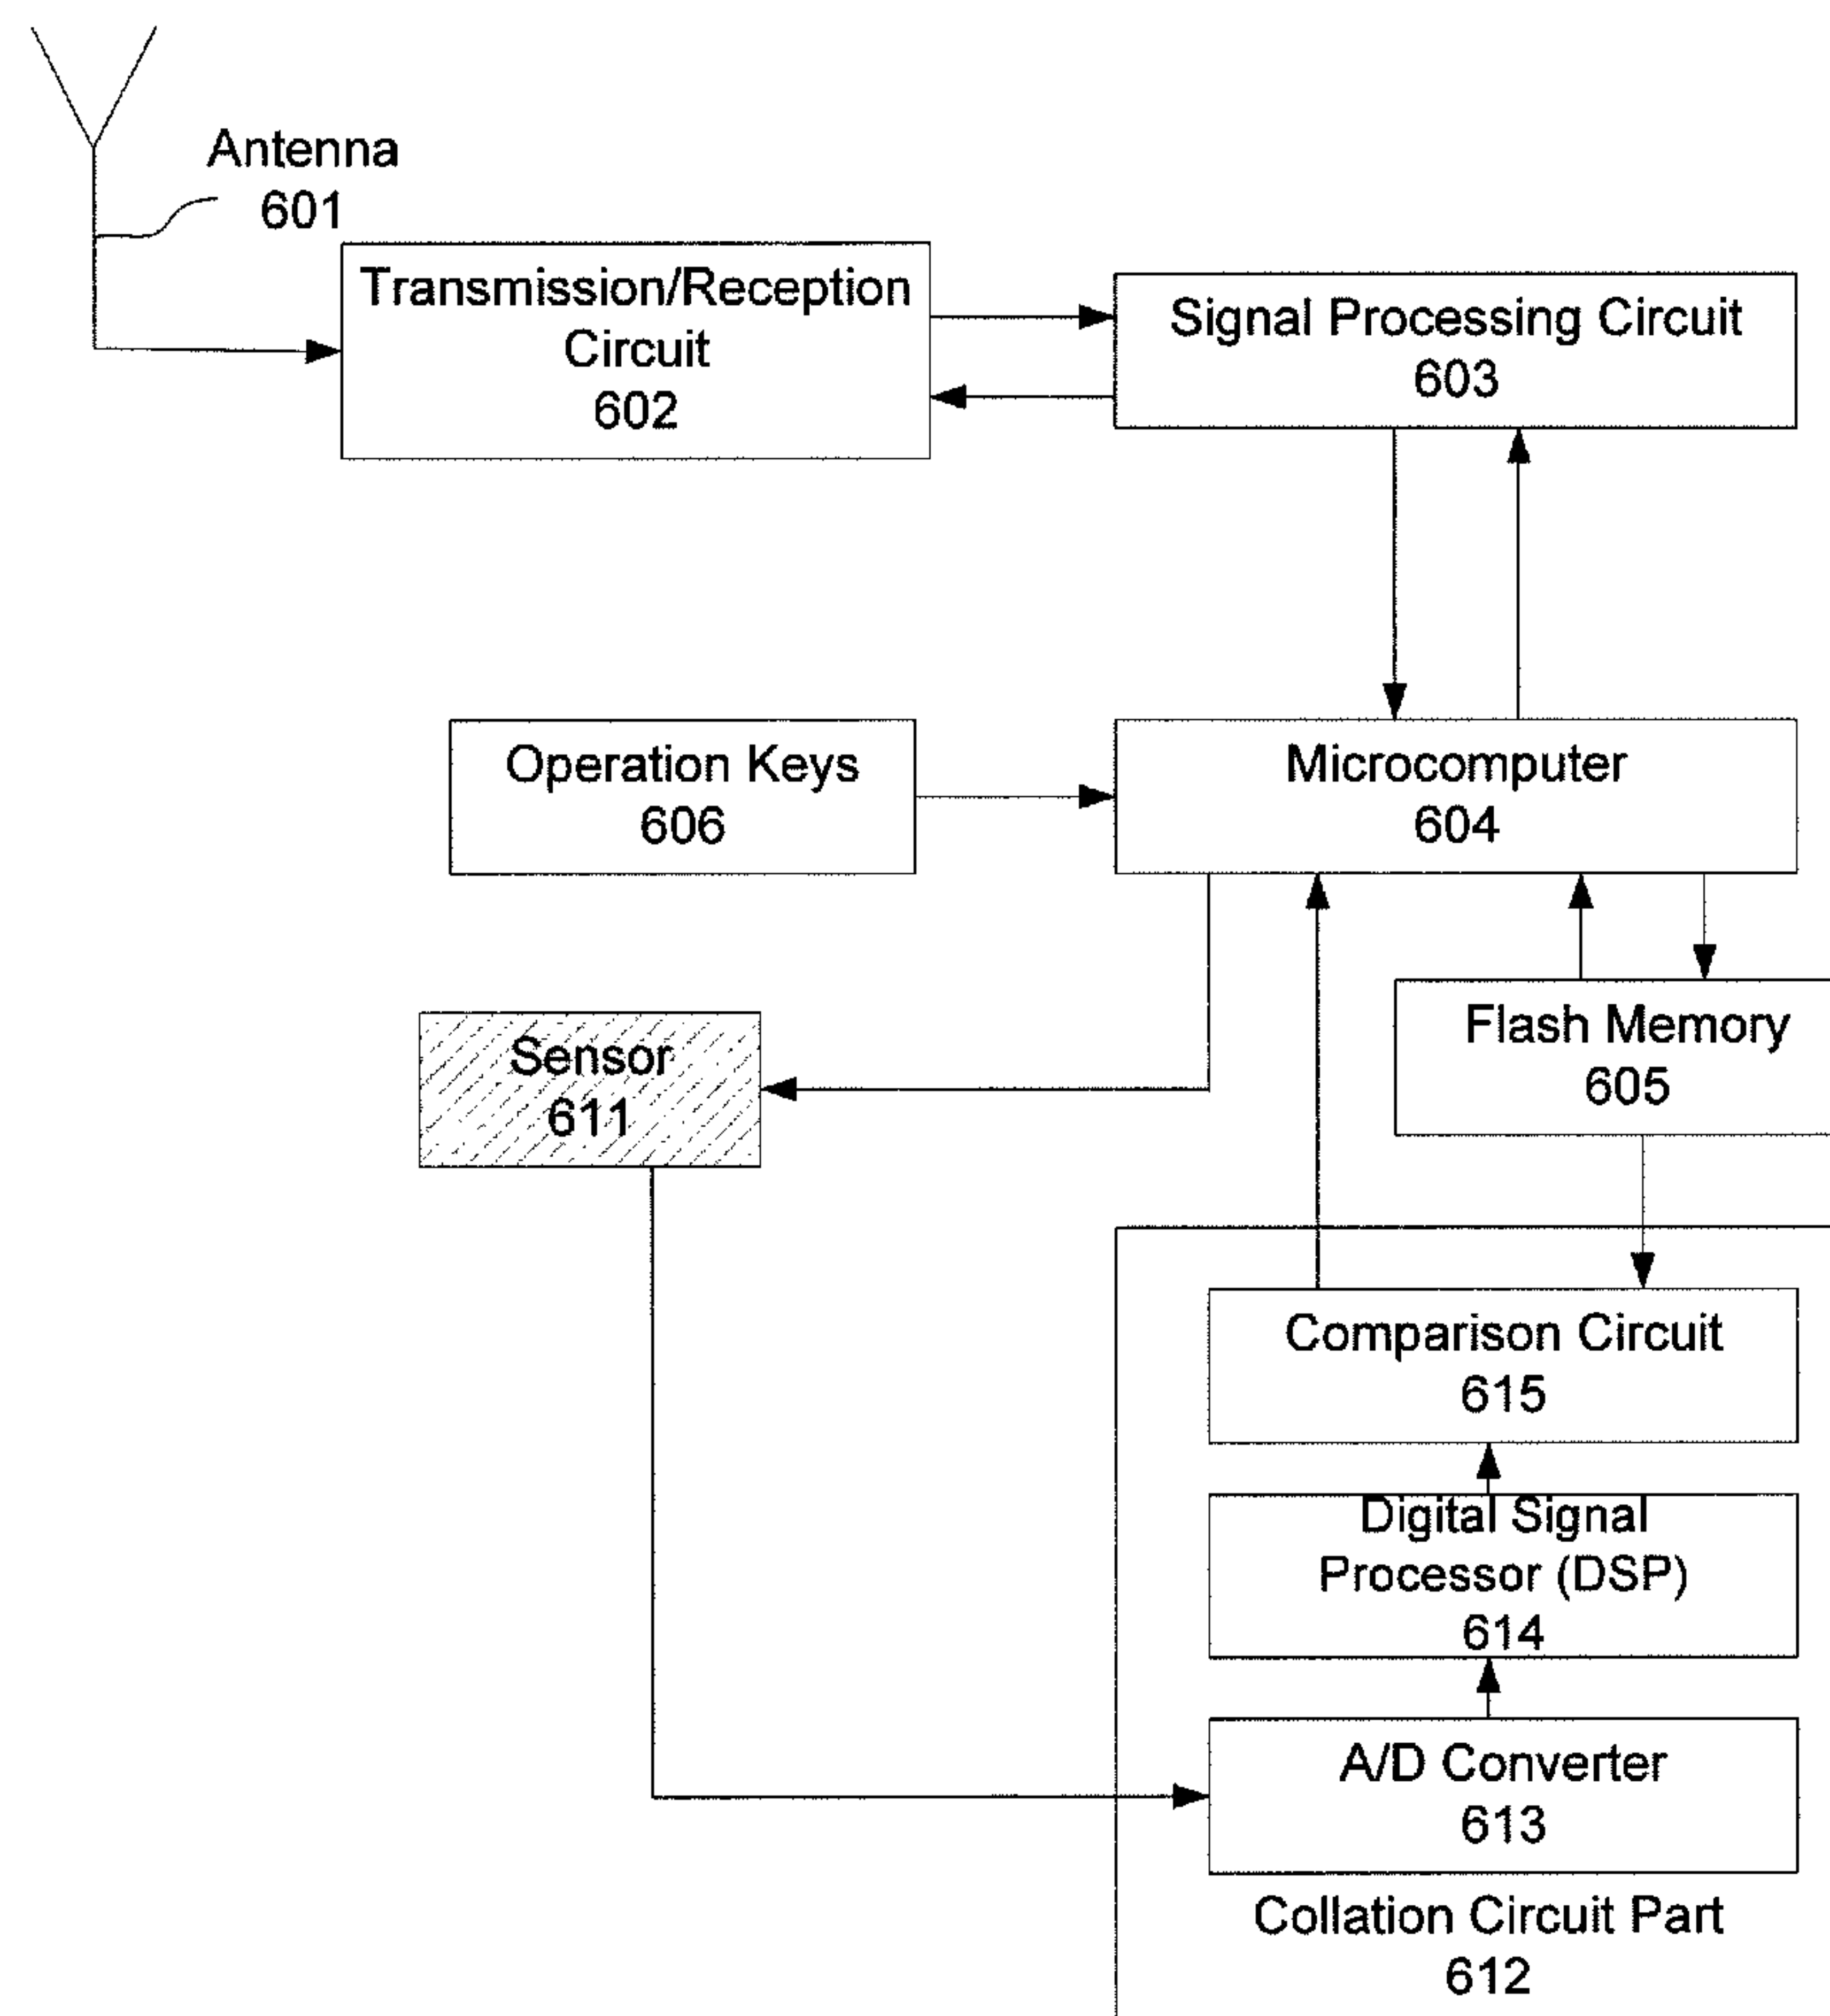 Antenna
601
Transmission/Reception
Circuit
602
Signal Processing Circuit
603
Operation Keys
606
Microcomputer
604
Sensor
611
Flash Memory
605
Comparison Circuit
615
Digital Signal
Processor (DSP)
614
A/D Converter
613
Collation Circuit Part
612